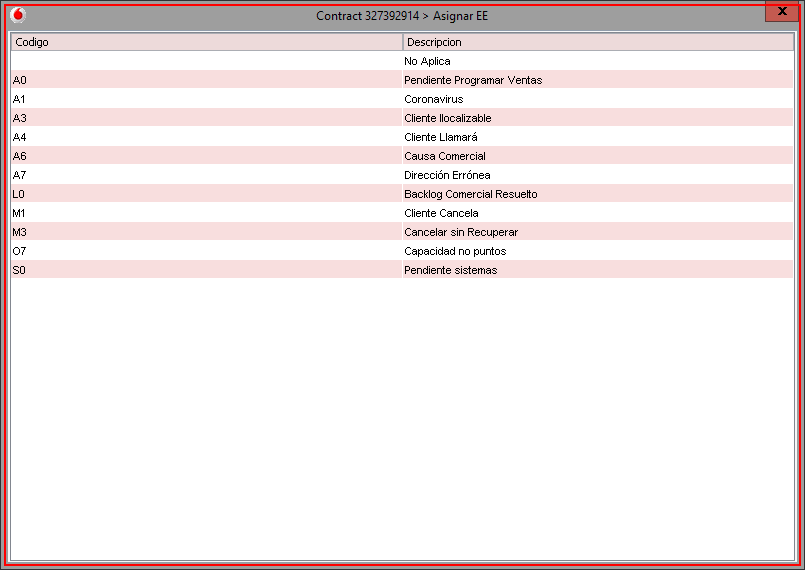 Contract 327392914 > Asignar EE
x
Codigo Descripcion
No Aplica
A0 Pendiente Programar Ventas
A1 Coronavirus
A3 Cliente Ilocalizable
A4 Cliente Llamará
A6 Causa Comercial
A7 Dirección Errónea
L0 Backlog Comercial Resuelto
M1 Cliente Cancela
M3 Cancelar sin Recuperar
O7 Capacidad no puntos
S0 Pendiente sistemas